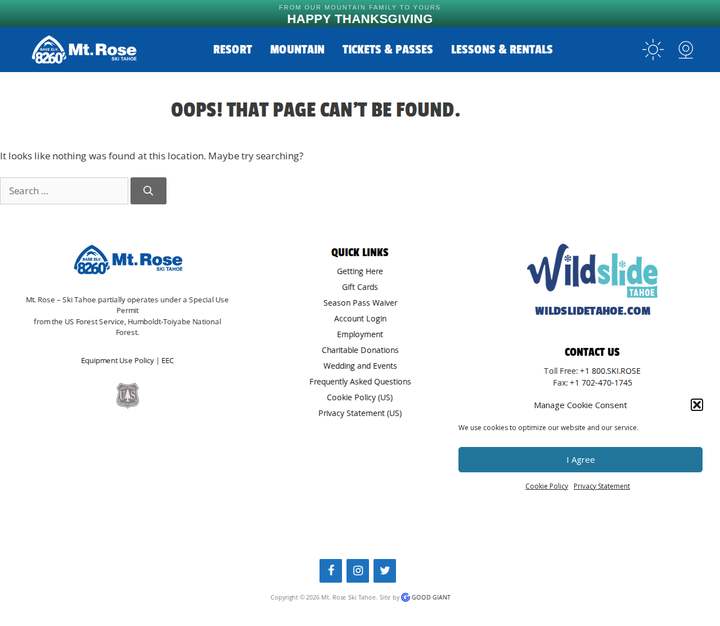 FROM OUR MOUNTAIN FAMILY TO YOURS
HAPPY THANKSGIVING
BASE ELV.
8260'
Mt. Rose
SKI TAHOE
RESORT
MOUNTAIN
TICKETS & PASSES
LESSONS & RENTALS
OOPS! THAT PAGE CAN'T BE FOUND.
It looks like nothing was found at this location. Maybe try searching?
Search …
BASE ELV.
8260'
Mt. Rose
SKI TAHOE
Mt. Rose – Ski Tahoe partially operates under a Special Use
Permit
from the US Forest Service, Humboldt-Toiyabe National
Forest.
Equipment Use Policy | EEC
U S
QUICK LINKS
Getting Here
Gift Cards
Season Pass Waiver
Account Login
Employment
Charitable Donations
Wedding and Events
Frequently Asked Questions
Cookie Policy (US)
Privacy Statement (US)
Wildslide
TAHOE
WILDSLIDETAHOE.COM
CONTACT US
Toll Free: +1 800.SKI.ROSE
Fax: +1 702-470-1745
Manage Cookie Consent
We use cookies to optimize our website and our service.
I Agree
Cookie Policy Privacy Statement
Copyright © 2026 Mt. Rose Ski Tahoe. Site by GOOD GIANT